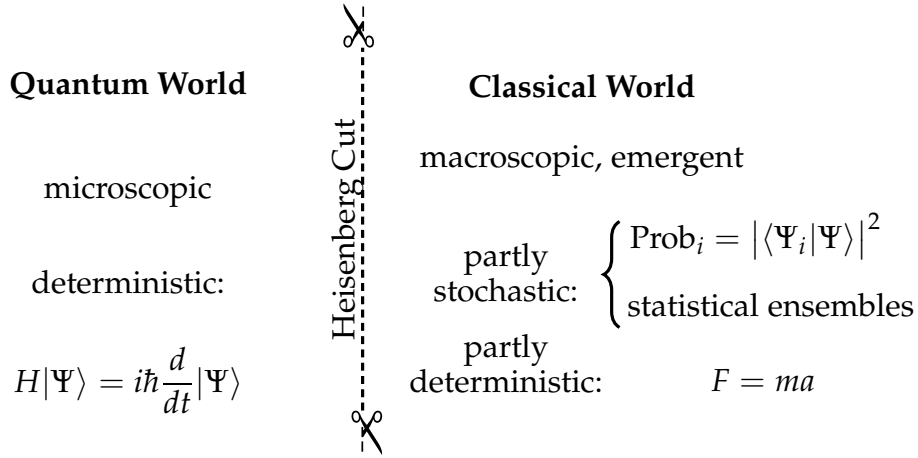 Quantum World
microscopic
deterministic:
H|Ψ⟩ = iħ d/dt |Ψ⟩
Heisenberg Cut
Classical World
macroscopic, emergent
partly
stochastic:
Prob_i = |⟨Ψ_i|Ψ⟩|²
statistical ensembles
partly
deterministic:
F = ma